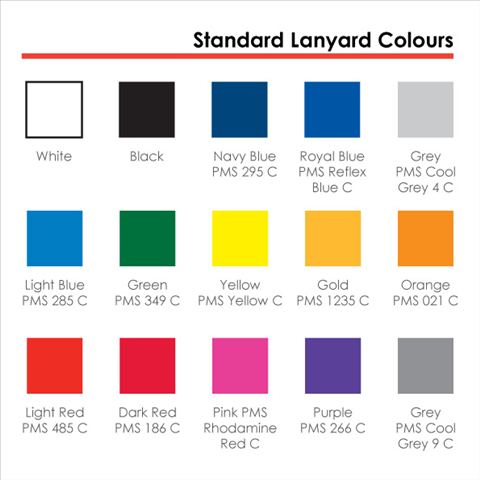 Standard Lanyard Colours
White
Black
Navy Blue
PMS 295 C
Royal Blue
PMS Reflex
Blue C
Grey
PMS Cool
Grey 4 C
Light Blue
PMS 285 C
Green
PMS 349 C
Yellow
PMS Yellow C
Gold
PMS 1235 C
Orange
PMS 021 C
Light Red
PMS 485 C
Dark Red
PMS 186 C
Pink PMS
Rhodamine
Red C
Purple
PMS 266 C
Grey
PMS Cool
Grey 9 C